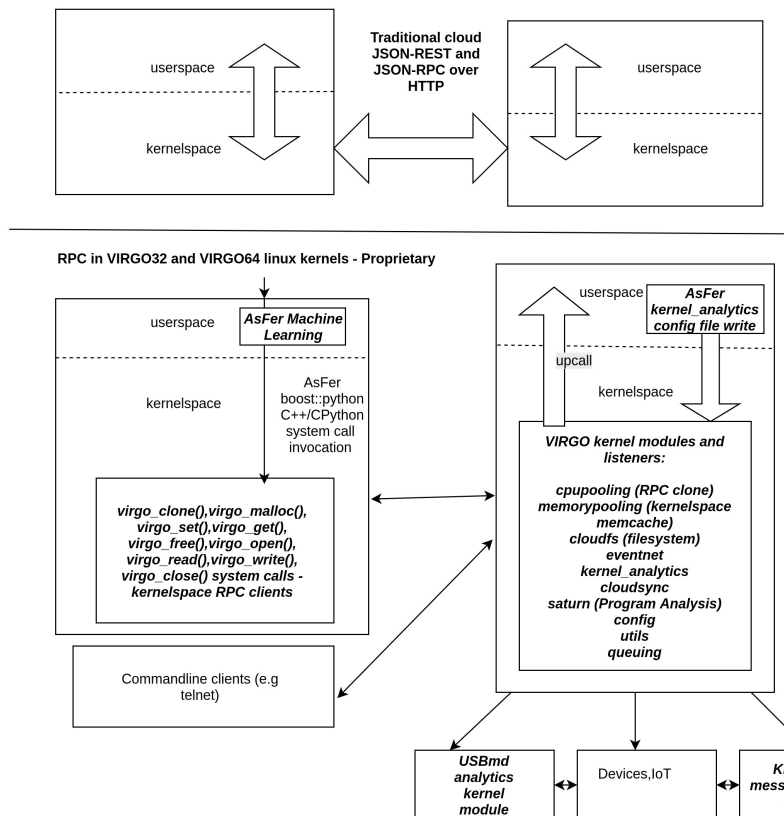 Traditional cloud
JSON-REST and
JSON-RPC over
HTTP
userspace
kernelspace
userspace
kernelspace
RPC in VIRGO32 and VIRGO64 linux kernels - Proprietary
userspace
AsFer Machine
Learning
kernelspace
AsFer
boost::python
C++/CPython
system call
invocation
virgo_clone(),virgo_malloc(),
virgo_set(),virgo_get(),
virgo_free(),virgo_open(),
virgo_read(),virgo_write(),
virgo_close() system calls -
kernelspace RPC clients
Commandline clients (e.g
telnet)
userspace
AsFer
kernel_analytics
config file write
upcall
kernelspace
VIRGO kernel modules and
listeners:
cpupooling (RPC clone)
memorypooling (kernelspace
memcache)
cloudfs (filesystem)
eventnet
kernel_analytics
cloudsync
saturn (Program Analysis)
config
utils
queuing
USBmd
analytics
kernel
module
Devices,IoT